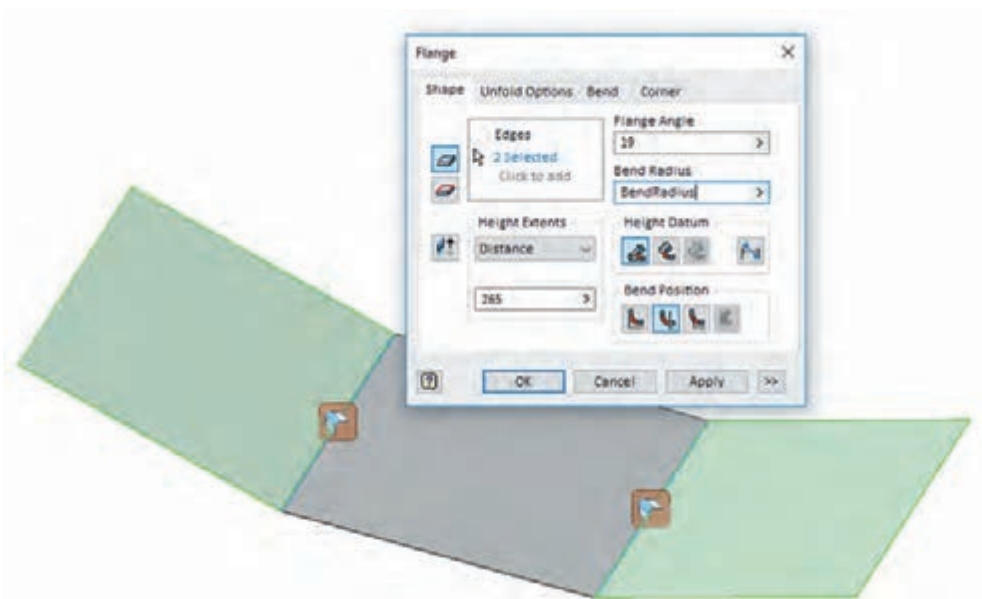 Flange
Shape Unfold Options Bend Corner
Edges
2 Selected
Click to add
Flange Angle
19
Bend Radius
BendRadius
Height Extents
Distance
265
Height Datum
Bend Position
OK Cancel Apply >>